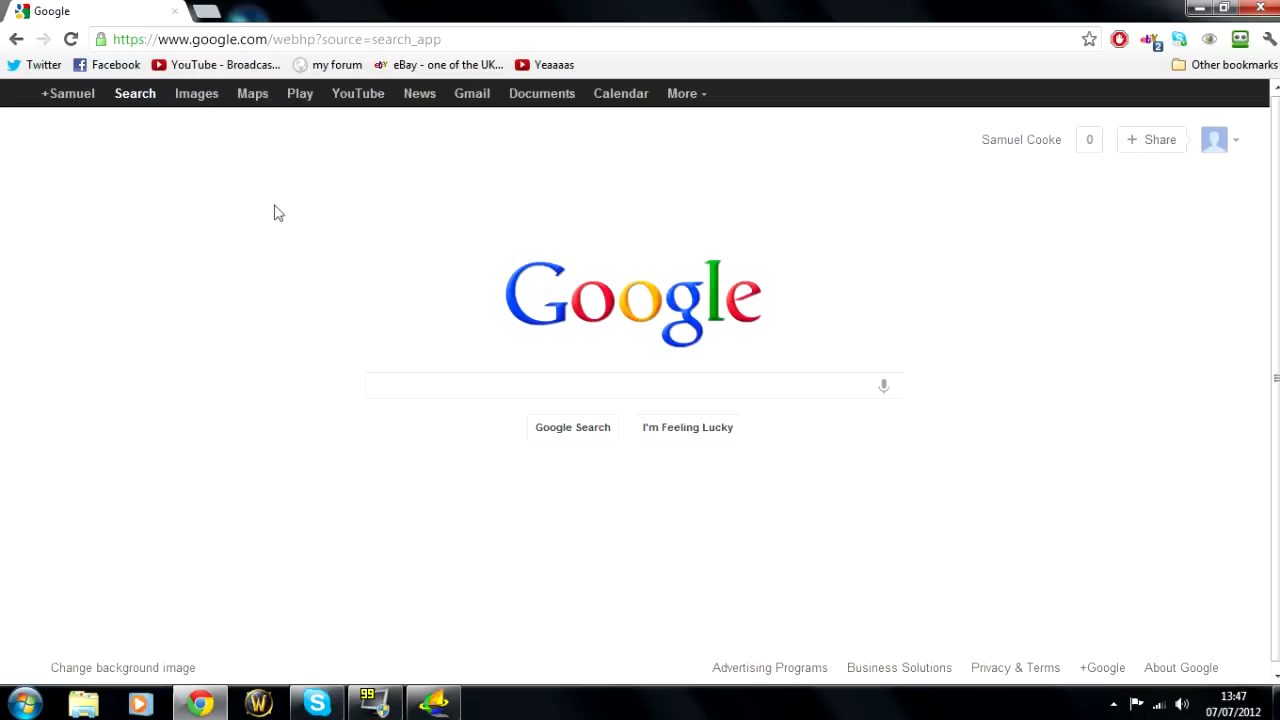 Google
https://www.google.com/webhp?source=search_app
2
Twitter Facebook YouTube - Broadcas... my forum eBay - one of the UK... Yeaaaas Other bookmarks
+Samuel Search Images Maps Play YouTube News Gmail Documents Calendar More
Samuel Cooke 0 + Share
Google
Google Search I'm Feeling Lucky
Change background image Advertising Programs Business Solutions Privacy & Terms +Google About Google
99
13:47
07/07/2012